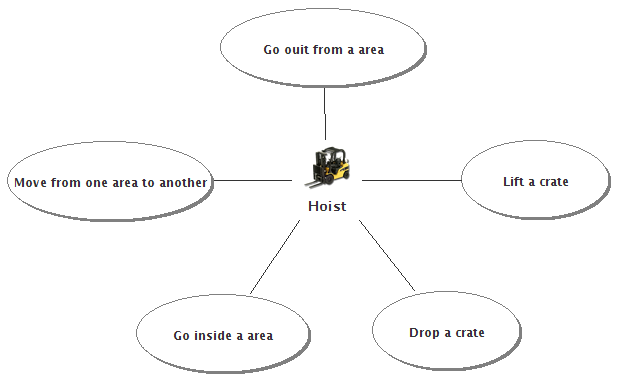 Go ouit from a area
Move from one area to another
Lift a crate
Hoist
Go inside a area
Drop a crate